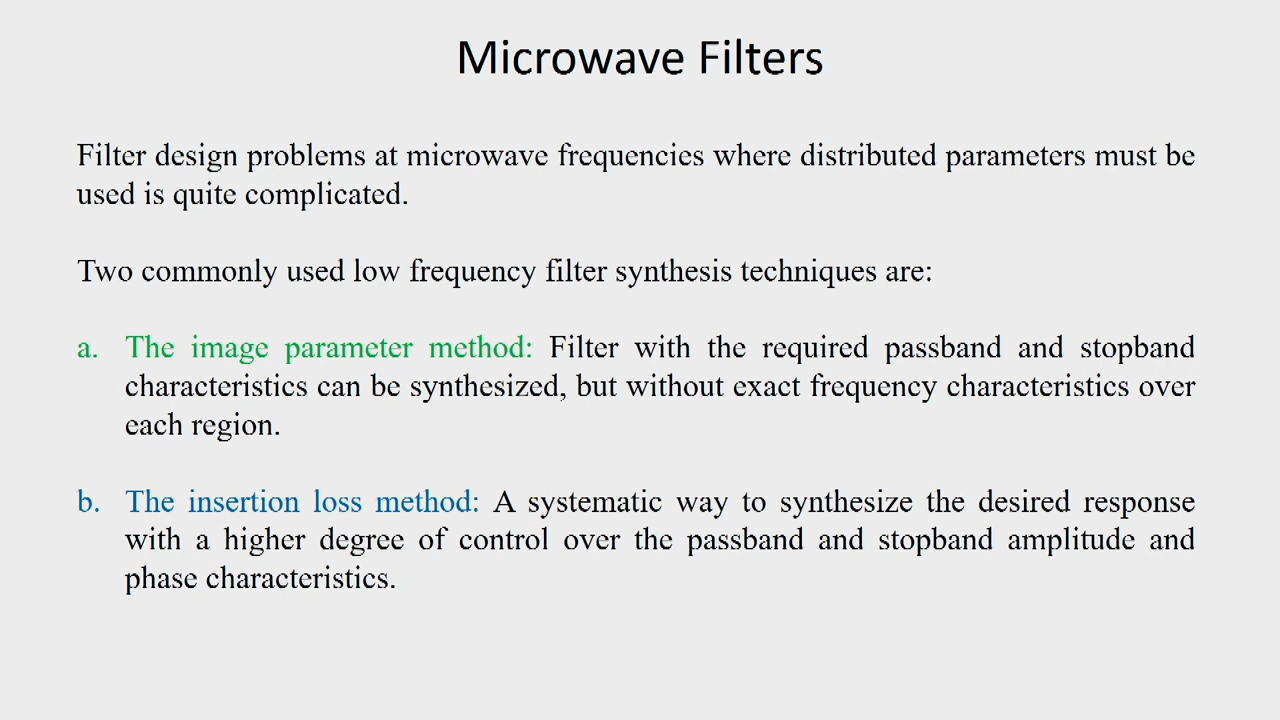 Microwave Filters
Filter design problems at microwave frequencies where distributed parameters must be
used is quite complicated.
Two commonly used low frequency filter synthesis techniques are:
a. The image parameter method: Filter with the required passband and stopband
characteristics can be synthesized, but without exact frequency characteristics over
each region.
b. The insertion loss method: A systematic way to synthesize the desired response
with a higher degree of control over the passband and stopband amplitude and
phase characteristics.